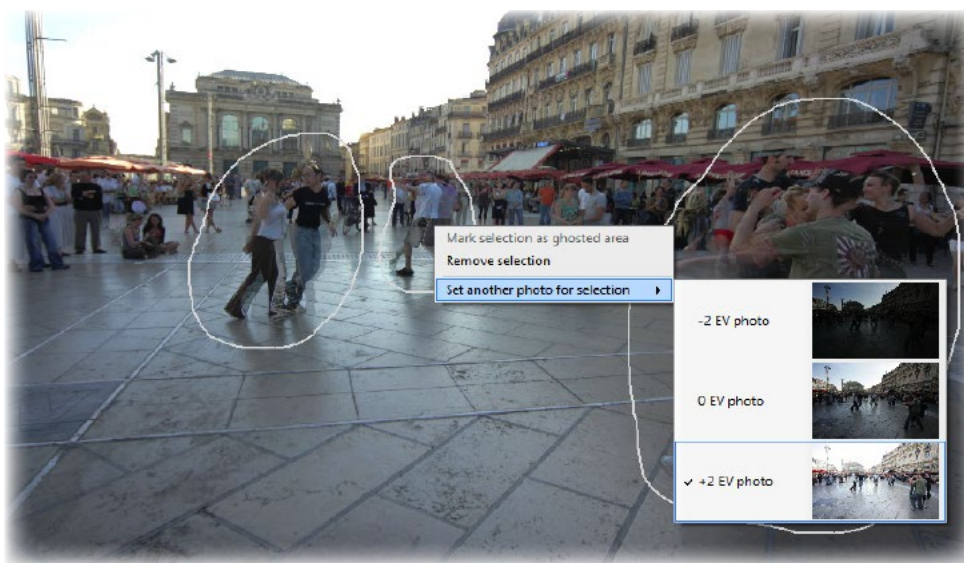 Mark selection as ghosted area
Remove selection
Set another photo for selection
-2 EV photo
0 EV photo
+2 EV photo